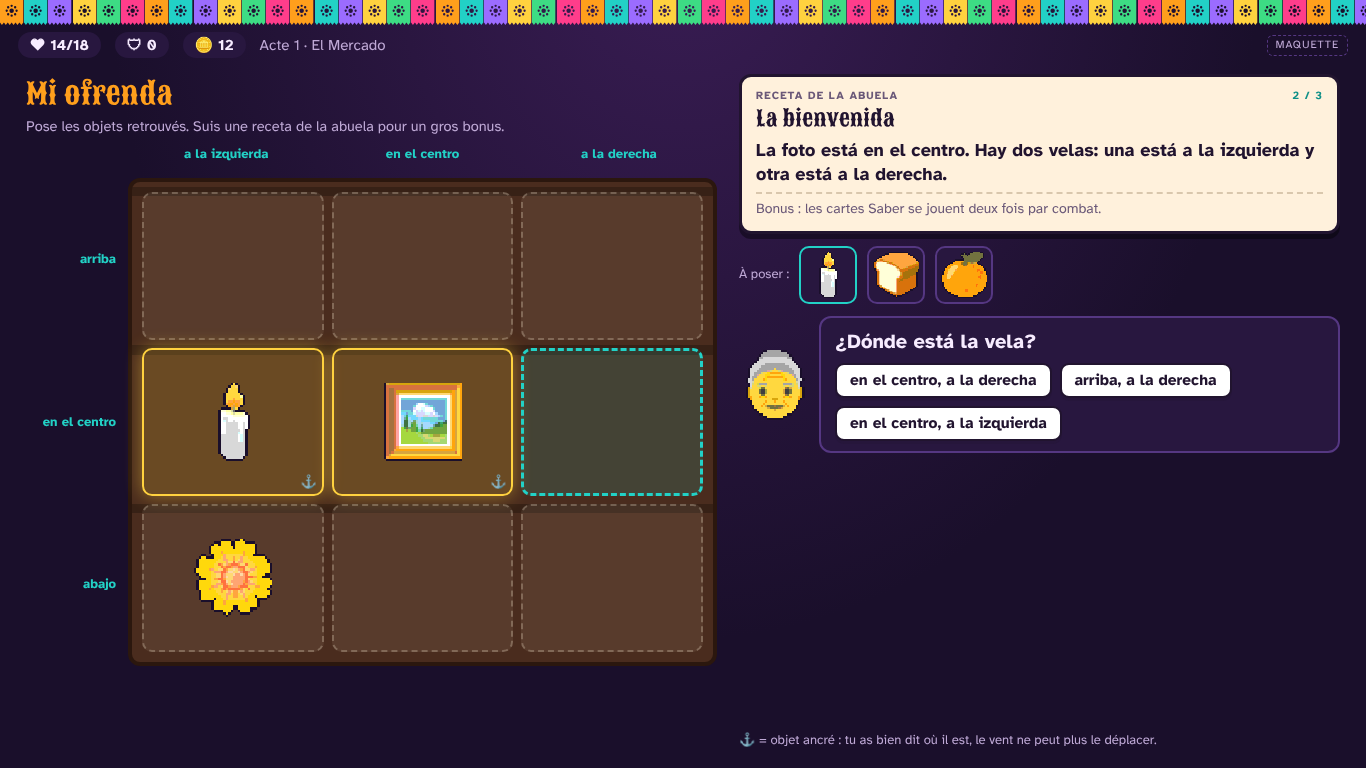 14/18
0
12
Acte 1 · El Mercado
MAQUETTE
Mi ofrenda
Pose les objets retrouvés. Suis une receta de la abuela pour un gros bonus.
a la izquierda
en el centro
a la derecha
arriba
en el centro
abajo
RECETA DE LA ABUELA
2 / 3
La bienvenida
La foto está en el centro. Hay dos velas: una está a la izquierda y
otra está a la derecha.
Bonus : les cartes Saber se jouent deux fois par combat.
À poser :
¿Dónde está la vela?
en el centro, a la derecha
arriba, a la derecha
en el centro, a la izquierda
⚓ = objet ancré : tu as bien dit où il est, le vent ne peut plus le déplacer.